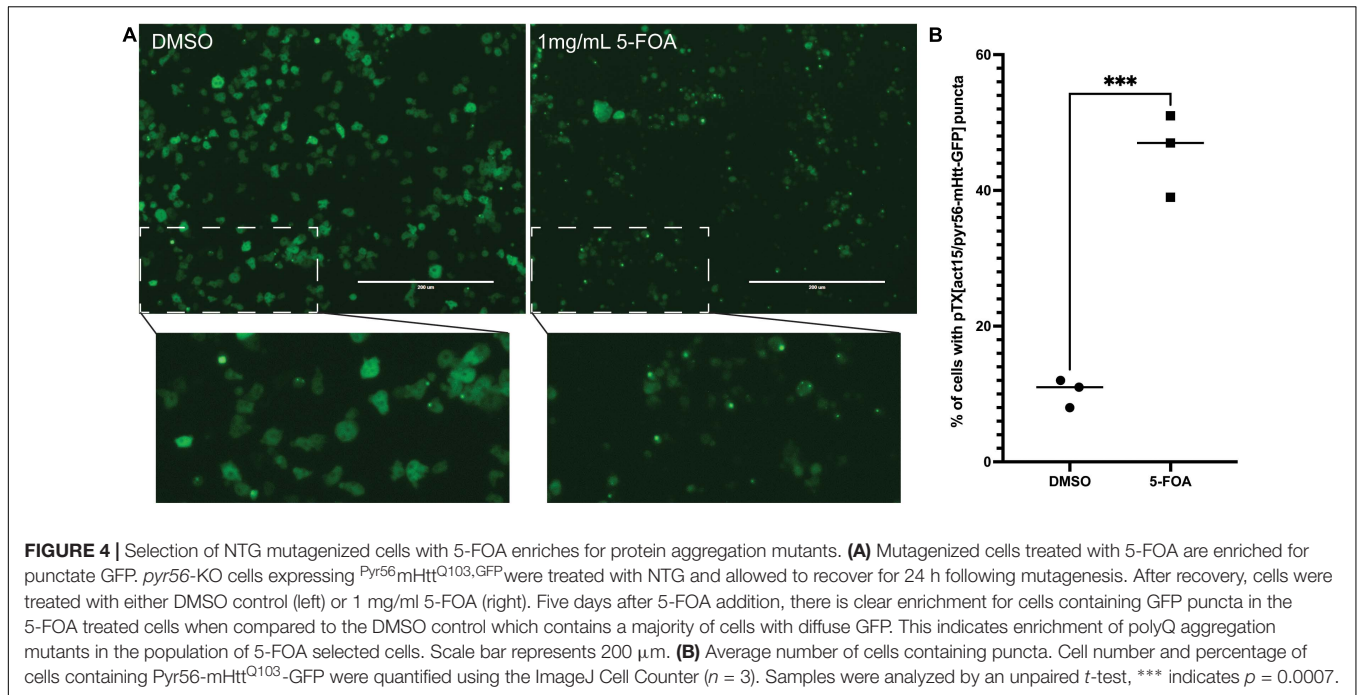 A
DMSO
1mg/mL 5-FOA
200 um
200 um
B
% of cells with pTX[act15/pyr56-mHtt-GFP] puncta
60
40
20
0
***
DMSO
5-FOA
FIGURE 4 | Selection of NTG mutagenized cells with 5-FOA enriches for protein aggregation mutants. (A) Mutagenized cells treated with 5-FOA are enriched for
punctate GFP. pyr56-KO cells expressing Pyr56mHttQ103,GFP were treated with NTG and allowed to recover for 24 h following mutagenesis. After recovery, cells were
treated with either DMSO control (left) or 1 mg/ml 5-FOA (right). Five days after 5-FOA addition, there is clear enrichment for cells containing GFP puncta in the
5-FOA treated cells when compared to the DMSO control which contains a majority of cells with diffuse GFP. This indicates enrichment of polyQ aggregation
mutants in the population of 5-FOA selected cells. Scale bar represents 200 μm. (B) Average number of cells containing puncta. Cell number and percentage of
cells containing Pyr56-mHttQ103-GFP were quantified using the ImageJ Cell Counter (n = 3). Samples were analyzed by an unpaired t-test, *** indicates p = 0.0007.